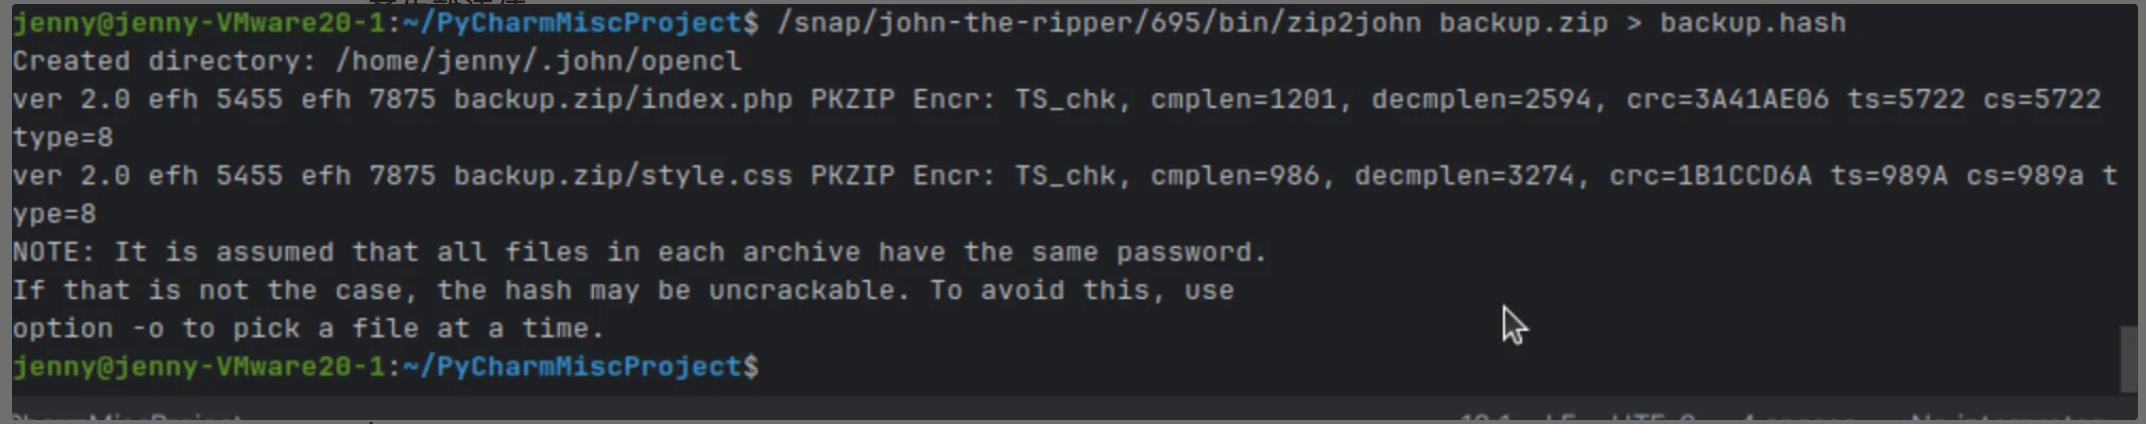 jenny@jenny-VMware20-1:~/PyCharmMiscProject$ /snap/john-the-ripper/695/bin/zip2john backup.zip > backup.hash
Created directory: /home/jenny/.john/opencl
ver 2.0 efh 5455 efh 7875 backup.zip/index.php PKZIP Encr: TS_chk, cmplen=1201, decmplen=2594, crc=3A41AE06 ts=5722 cs=5722
type=8
ver 2.0 efh 5455 efh 7875 backup.zip/style.css PKZIP Encr: TS_chk, cmplen=986, decmplen=3274, crc=1B1CCD6A ts=989A cs=989a t
ype=8
NOTE: It is assumed that all files in each archive have the same password.
If that is not the case, the hash may be uncrackable. To avoid this, use
option -o to pick a file at a time.
jenny@jenny-VMware20-1:~/PyCharmMiscProject$